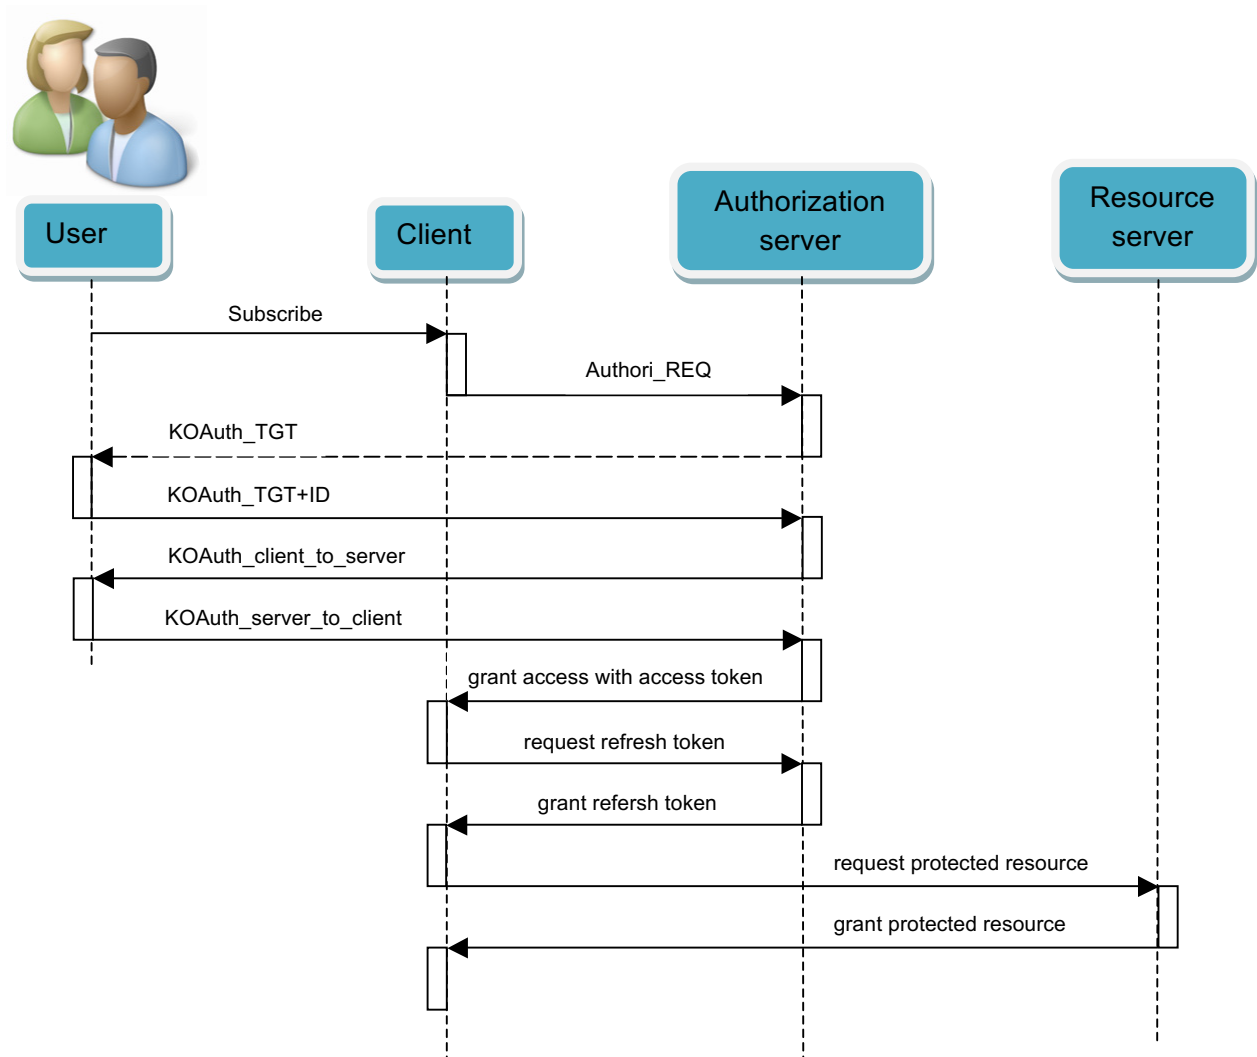 User
Client
Authorization
server
Resource
server
Subscribe
Authori_REQ
KOAuth_TGT
KOAuth_TGT+ID
KOAuth_client_to_server
KOAuth_server_to_client
grant access with access token
request refresh token
grant refersh token
request protected resource
grant protected resource